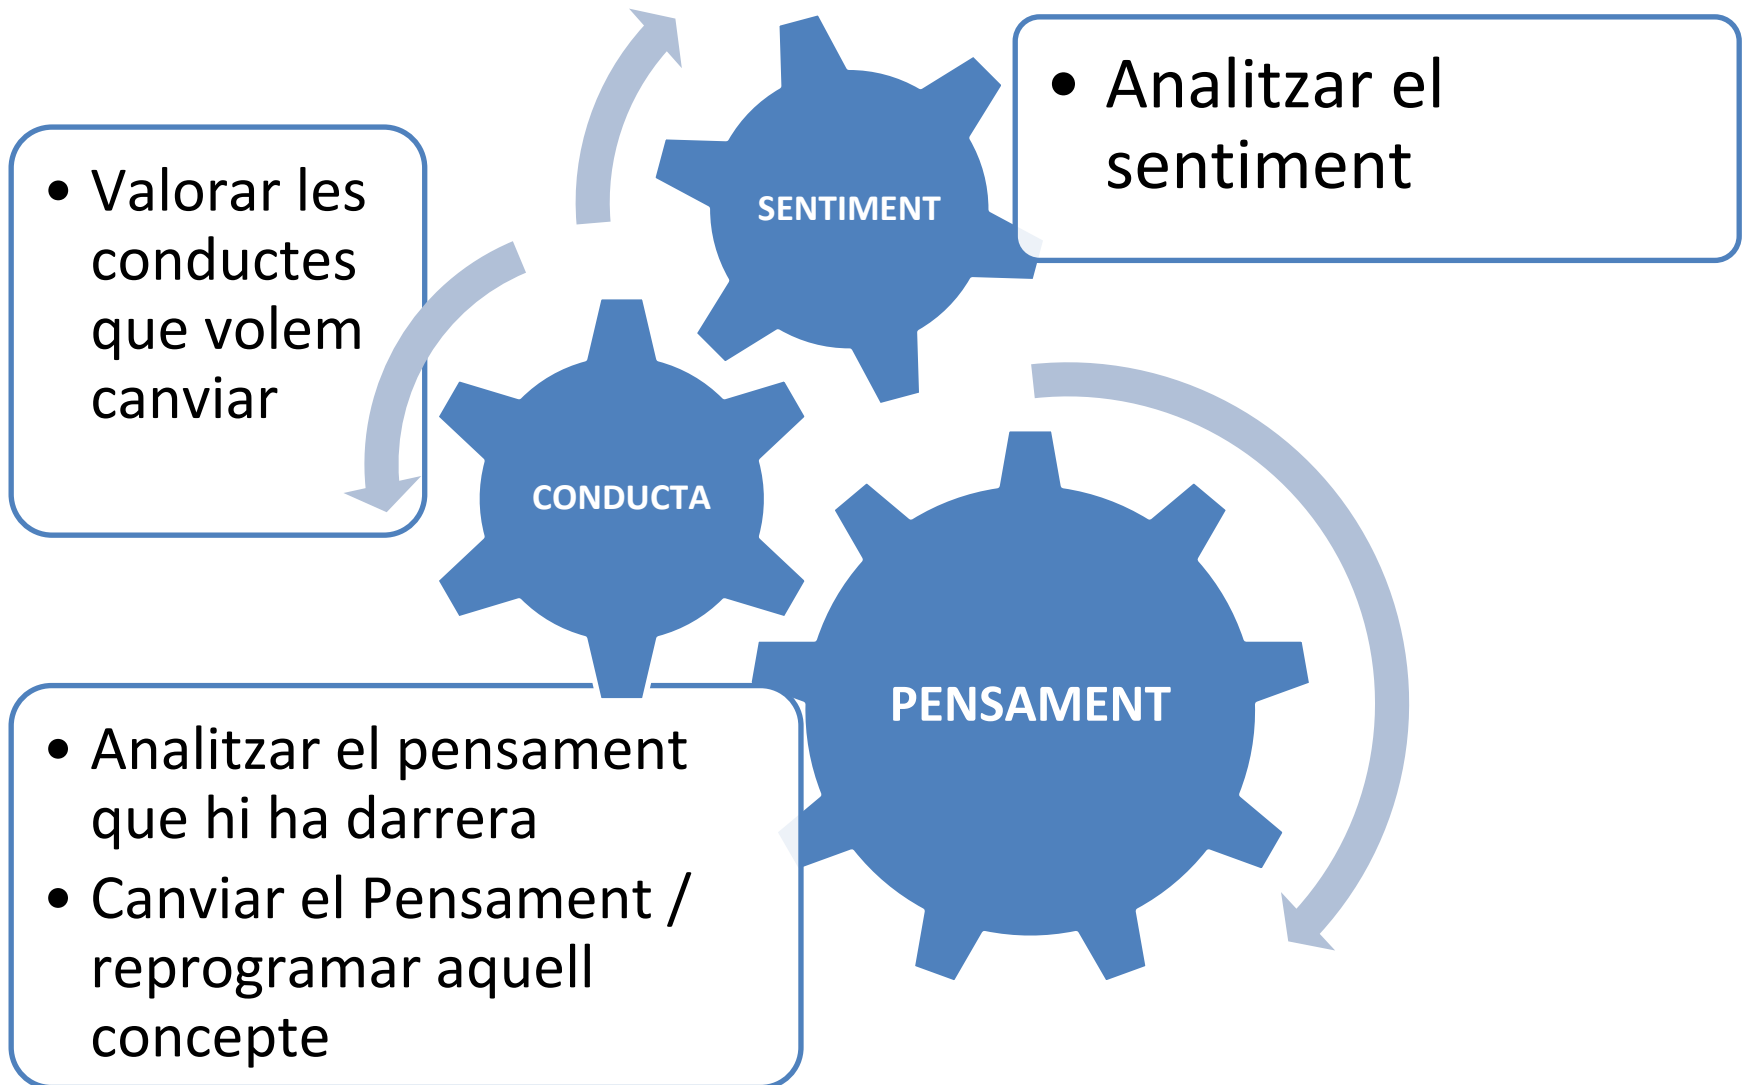 • Analitzar el
sentiment
SENTIMENT
• Valorar les
conductes
que volem
canviar
CONDUCTA
PENSAMENT
• Analitzar el pensament
que hi ha darrera
• Canviar el Pensament /
reprogramar aquell
concepte